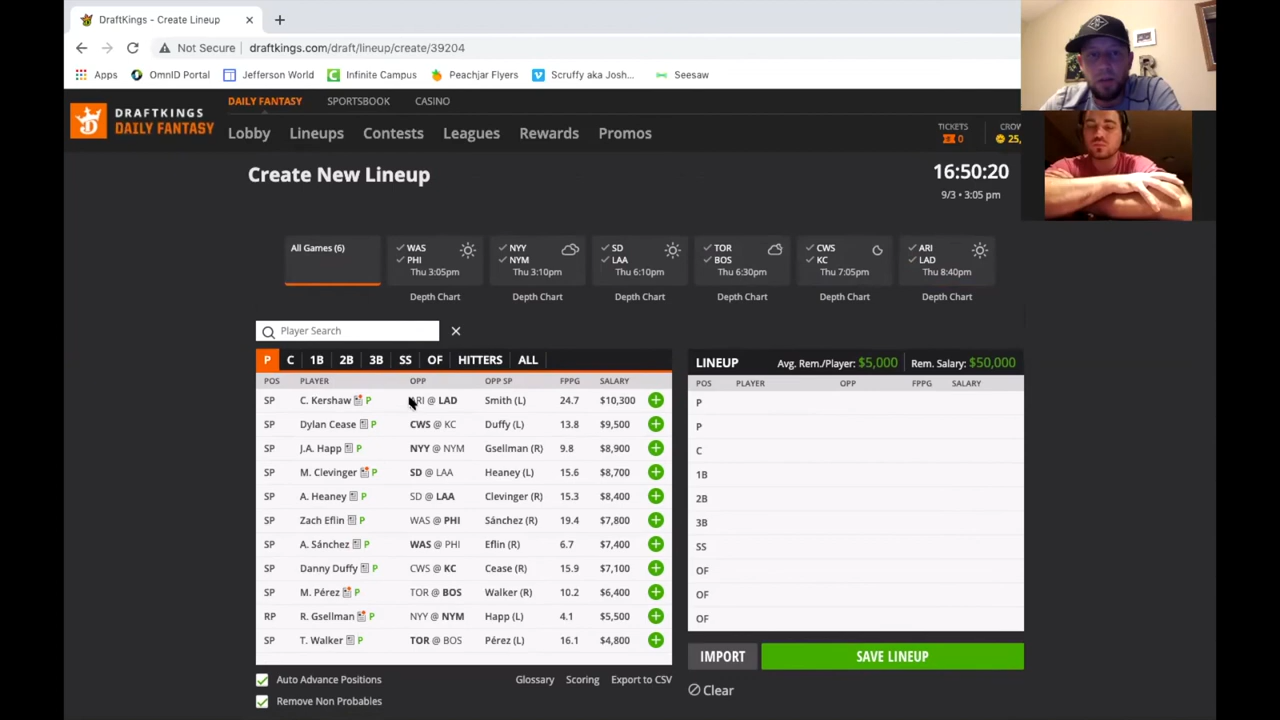 DraftKings - Create Lineup
Not Secure draftkings.com/draft/lineup/create/39204
Apps OmniID Portal Jefferson World Infinite Campus Peachjar Flyers Scruffy aka Josh... Seesaw
DAILY FANTASY SPORTSBOOK CASINO
DRAFTKINGS
DAILY FANTASY
Lobby Lineups Contests Leagues Rewards Promos
TICKETS CROW
0 25,
Create New Lineup
16:50:20
9/3 • 3:05 pm
All Games (6)
WAS NYY SD TOR CWS ARI
PHI NYM LAA BOS KC LAD
Thu 3:05pm Thu 3:10pm Thu 6:10pm Thu 6:30pm Thu 7:05pm Thu 8:40pm
Depth Chart Depth Chart Depth Chart Depth Chart Depth Chart Depth Chart
Player Search
P C 1B 2B 3B SS OF HITTERS ALL
POS PLAYER OPP OPP SP FPPG SALARY
SP C. Kershaw P ARI @ LAD Smith (L) 24.7 $10,300
SP Dylan Cease P CWS @ KC Duffy (L) 13.8 $9,500
SP J.A. Happ P NYY @ NYM Gsellman (R) 9.8 $8,900
SP M. Clevinger P SD @ LAA Heaney (L) 15.6 $8,700
SP A. Heaney P SD @ LAA Clevinger (R) 15.3 $8,400
SP Zach Eflin P WAS @ PHI Sánchez (R) 19.4 $7,800
SP A. Sánchez P WAS @ PHI Eflin (R) 6.7 $7,400
SP Danny Duffy P CWS @ KC Cease (R) 15.9 $7,100
SP M. Pérez P TOR @ BOS Walker (R) 10.2 $6,400
RP R. Gsellman P NYY @ NYM Happ (L) 4.1 $5,500
SP T. Walker P TOR @ BOS Pérez (L) 16.1 $4,800
Auto Advance Positions Glossary Scoring Export to CSV
Remove Non Probables
LINEUP Avg. Rem./Player: $5,000 Rem. Salary: $50,000
POS PLAYER OPP FPPG SALARY
P
P
C
1B
2B
3B
SS
OF
OF
OF
IMPORT SAVE LINEUP
Clear